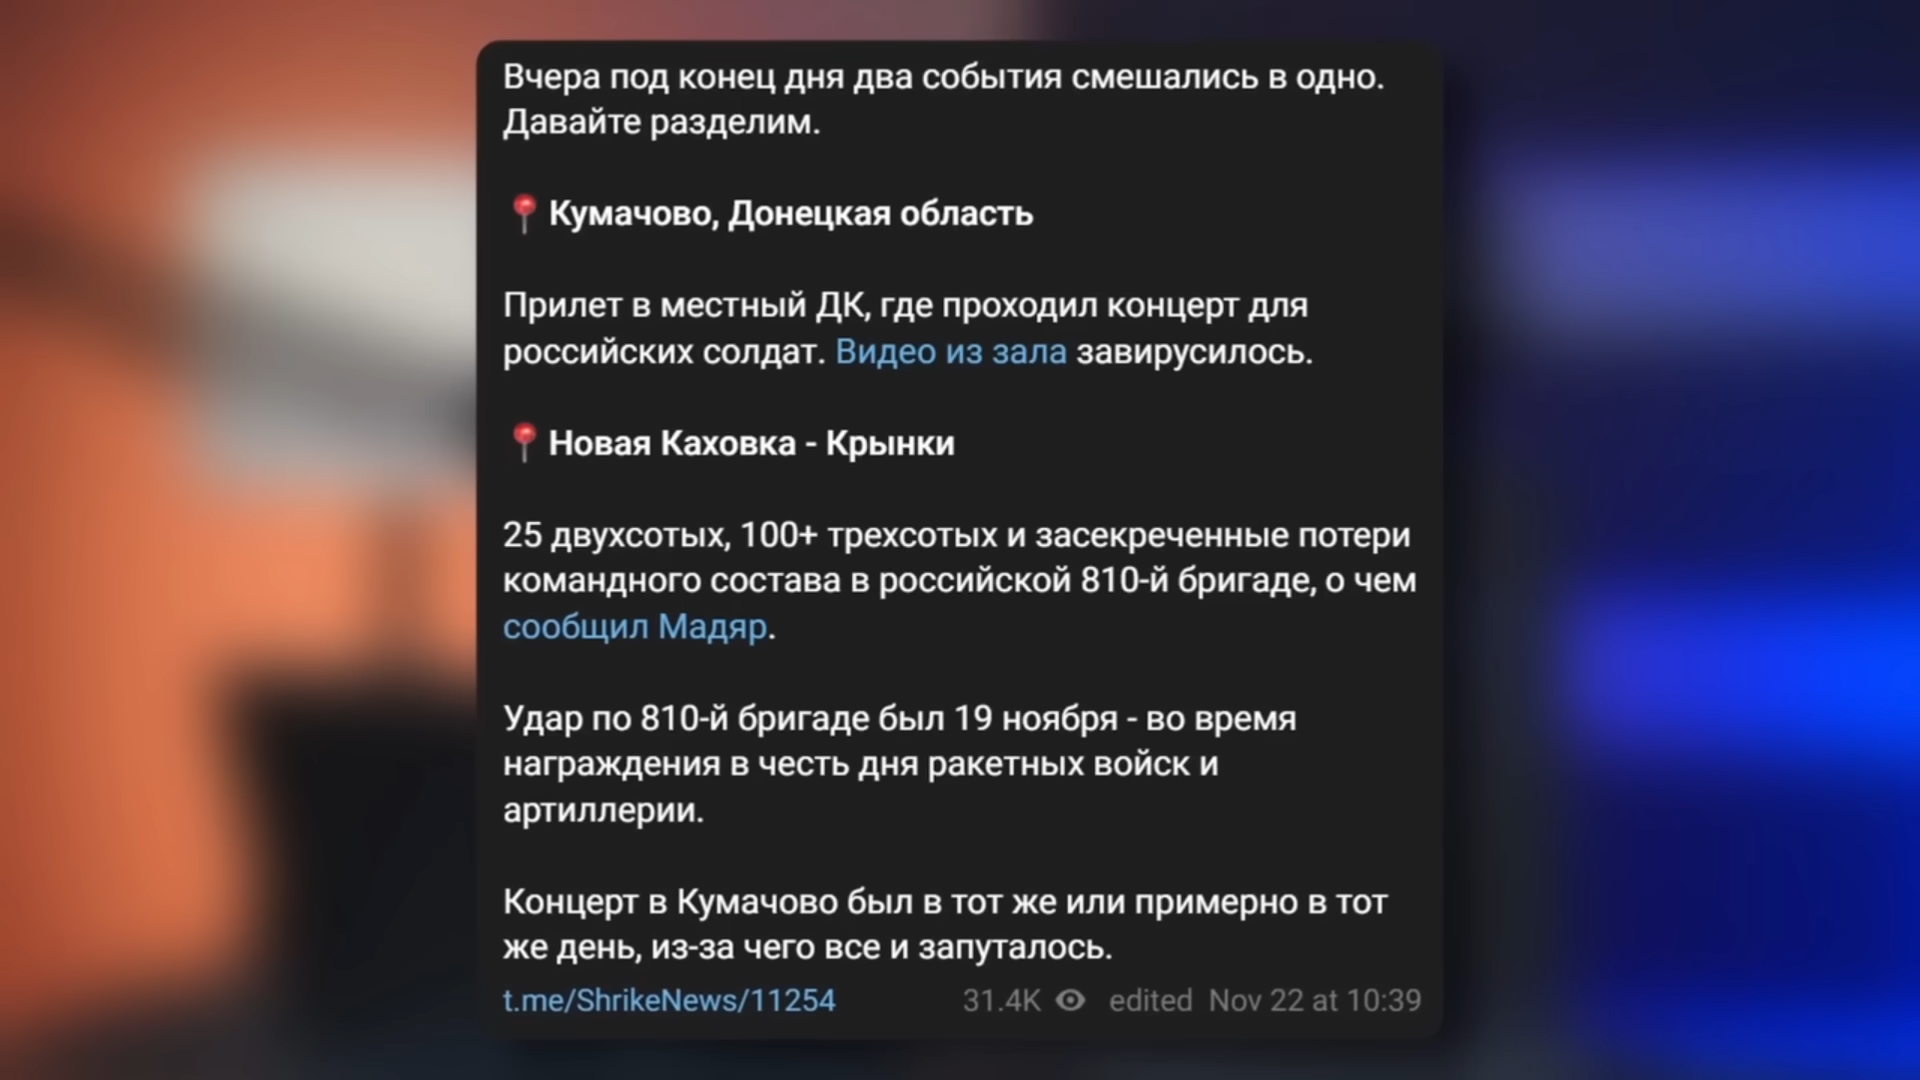 Вчера под конец дня два события смешались в одно.
Давайте разделим.
📍Кумачово, Донецкая область
Прилет в местный ДК, где проходил концерт для
российских солдат. Видео из зала завирусилось.
📍Новая Каховка - Крынки
25 двухсотых, 100+ трехсотых и засекреченные потери
командного состава в российской 810-й бригаде, о чем
сообщил Мадяр.
Удар по 810-й бригаде был 19 ноября - во время
награждения в честь дня ракетных войск и
артиллерии.
Концерт в Кумачово был в тот же или примерно в тот
же день, из-за чего все и запуталось.
t.me/ShrikeNews/11254 31.4K edited Nov 22 at 10:39